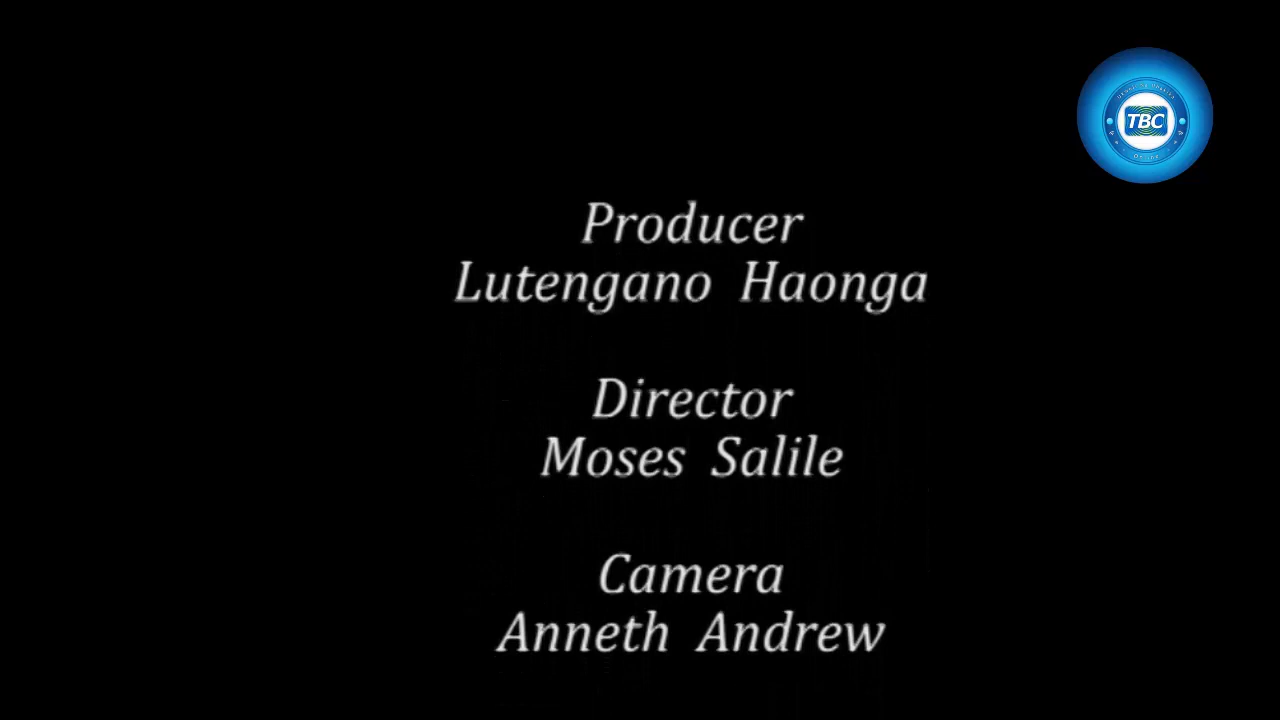 TBC
Producer
Lutengano Haonga
Director
Moses Salile
Camera
Anneth Andrew